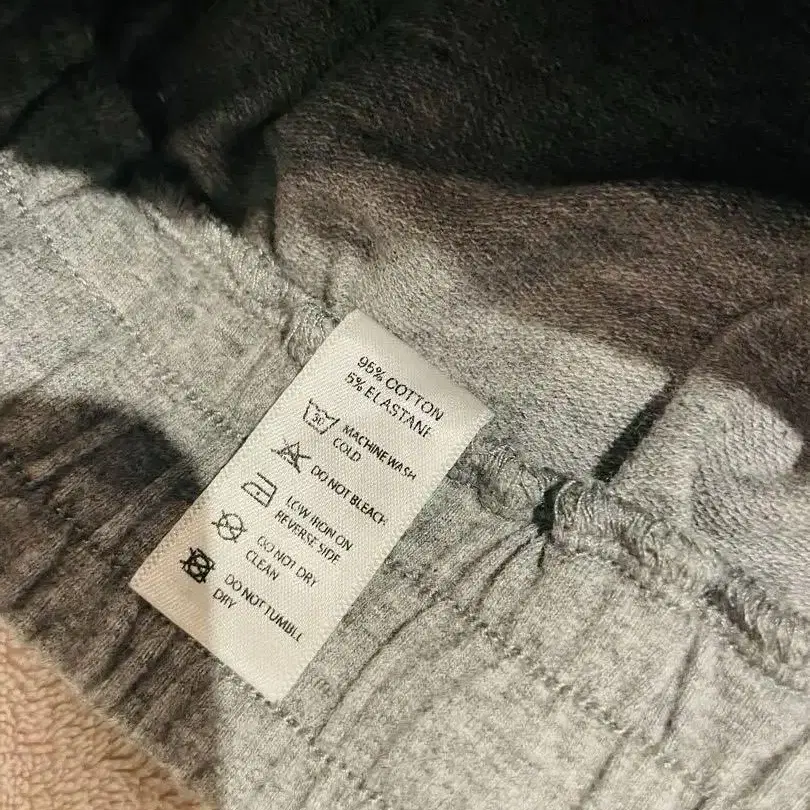 95% COTTON
5% ELASTANE
30
MACHINE WASH
COLD
DO NOT BLEACH
LOW IRON ON
REVERSE SIDE
DO NOT DRY
CLEAN
DO NOT TUMBLE
DRY